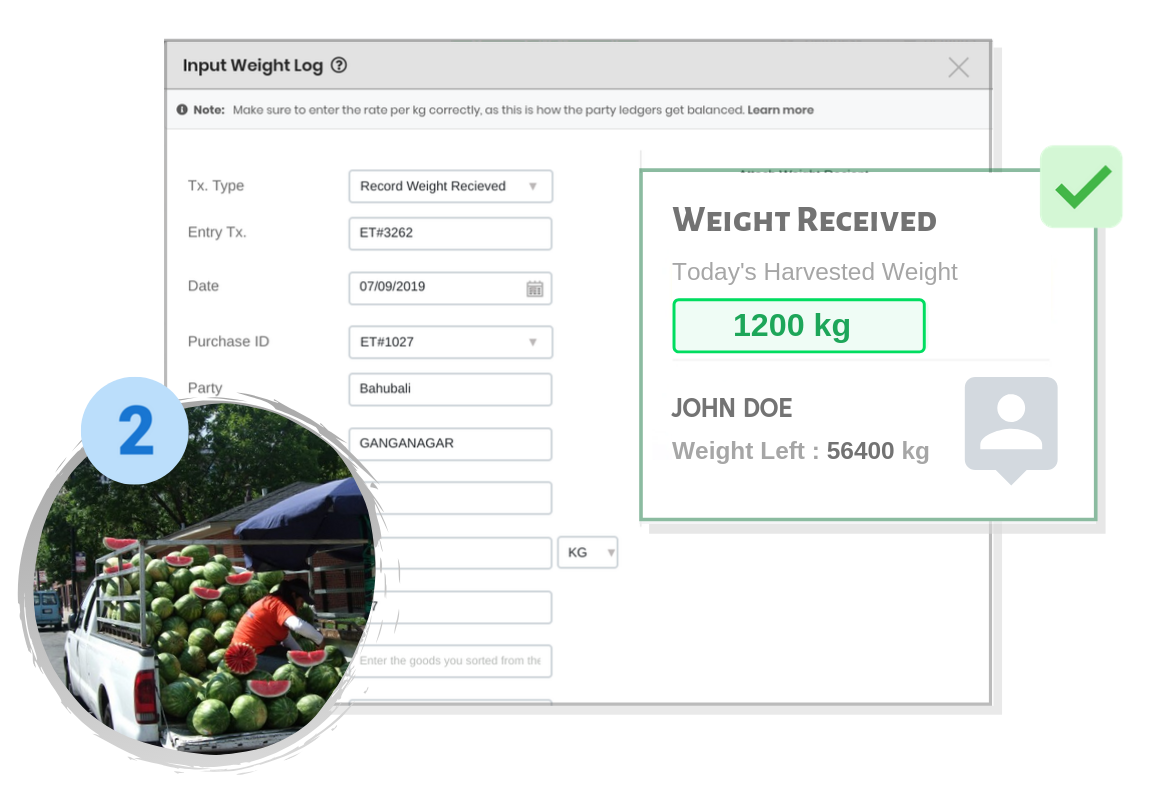 Input Weight Log ?
Note: Make sure to enter the rate per kg correctly, as this is how the party ledgers get balanced. Learn more
Tx. Type
Record Weight Recieved
Entry Tx.
ET#3262
Date
07/09/2019
Purchase ID
ET#1027
Party
Bahubali
GANGANAGAR
KG
7
Enter the goods you sorted from the
2
WEIGHT RECEIVED
Today's Harvested Weight
1200 kg
JOHN DOE
Weight Left : 56400 kg